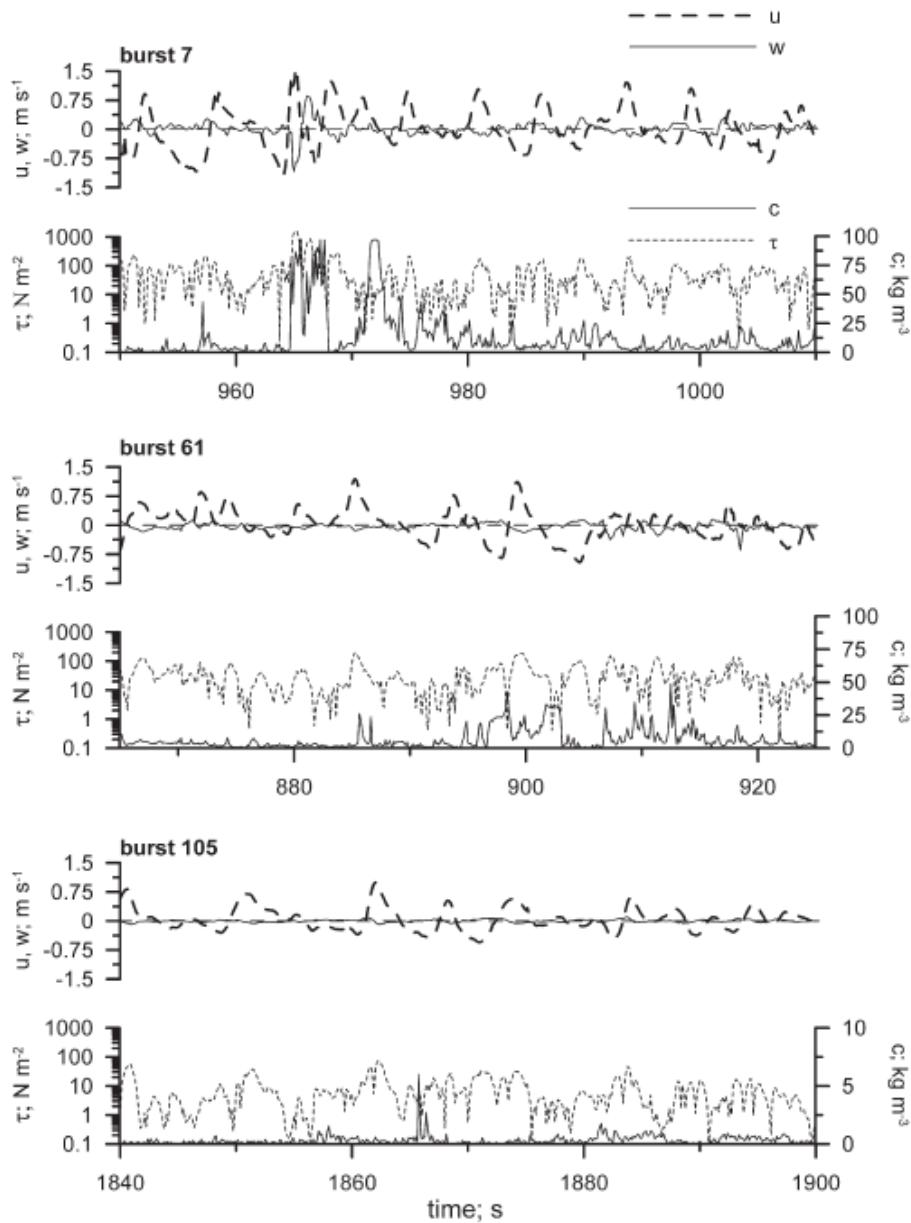 u
burst 7
w
1.5
0.75
0
-0.75
-1.5
u, w; m s⁻¹
c
τ
1000
100
10
1
0.1
τ; N m⁻²
100
75
50
25
0
c; kg m⁻³
960 980 1000
burst 61
1.5
0.75
0
-0.75
-1.5
u, w; m s⁻¹
1000
100
10
1
0.1
τ; N m⁻²
100
75
50
25
0
c; kg m⁻³
880 900 920
burst 105
1.5
0.75
0
-0.75
-1.5
u, w; m s⁻¹
1000
100
10
1
0.1
τ; N m⁻²
10
5
0
c; kg m⁻³
1840 1860 1880 1900
time; s